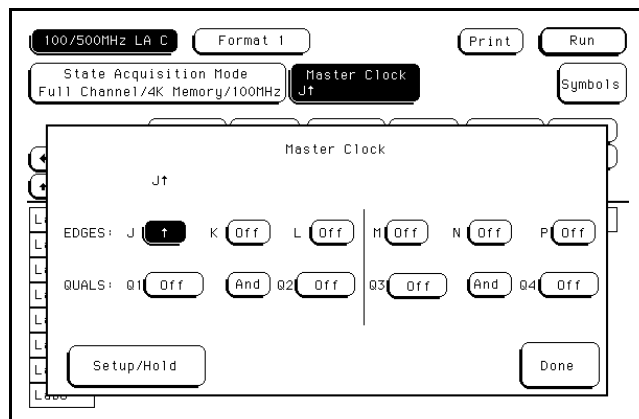 100/500MHz LA C Format 1 Print Run
State Acquisition Mode
Full Channel/4K Memory/100MHz
Master Clock
J↑
Symbols
Master Clock
J↑
EDGES: J ↑ K Off L Off M Off N Off P Off
QUALS: Q1 Off And Q2 Off Q3 Off And Q4 Off
Setup/Hold Done